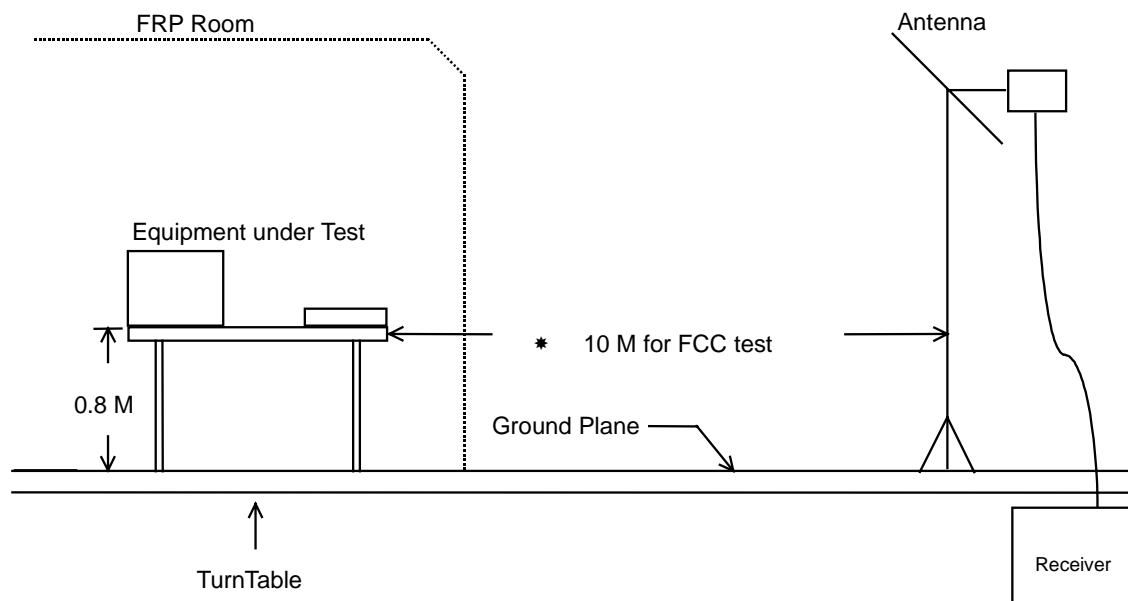 FRP Room
Antenna
Equipment under Test
✷ 10 M for FCC test
0.8 M
Ground Plane
TurnTable
Receiver